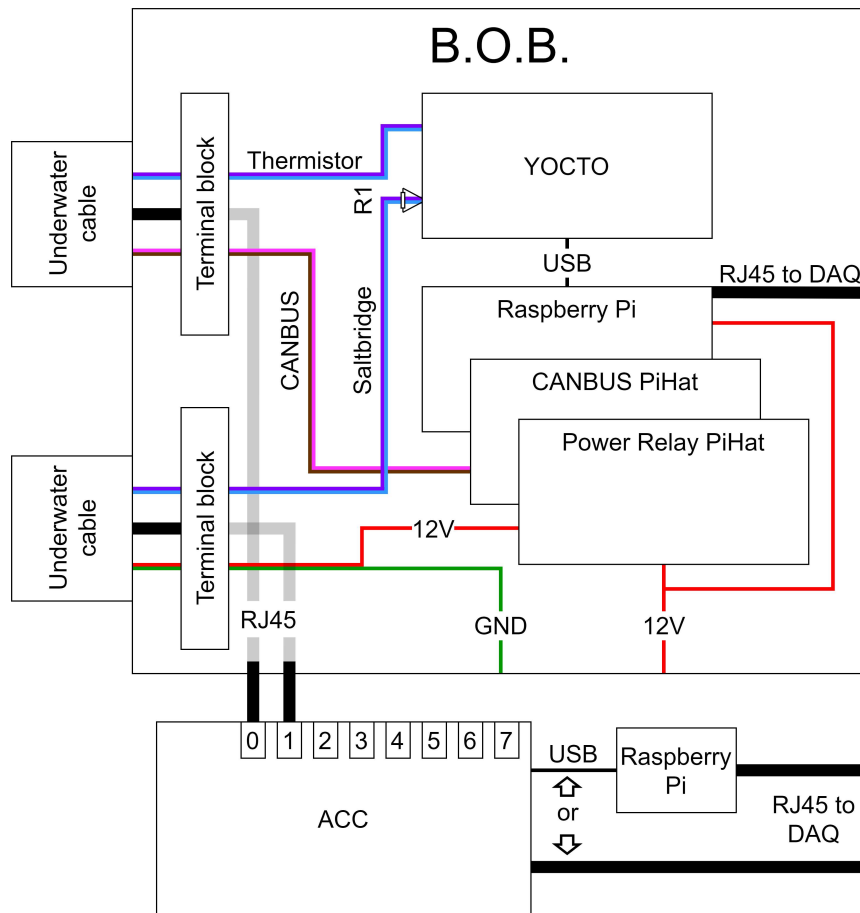 B.O.B.
Underwater
cable
Terminal block
Thermistor
R1
YOCTO
USB
RJ45 to DAQ
Raspberry Pi
CANBUS
Saltbridge
CANBUS PiHat
Power Relay PiHat
Underwater
cable
Terminal block
12V
RJ45
GND
12V
0 1 2 3 4 5 6 7
ACC
USB
or
Raspberry
Pi
RJ45 to
DAQ